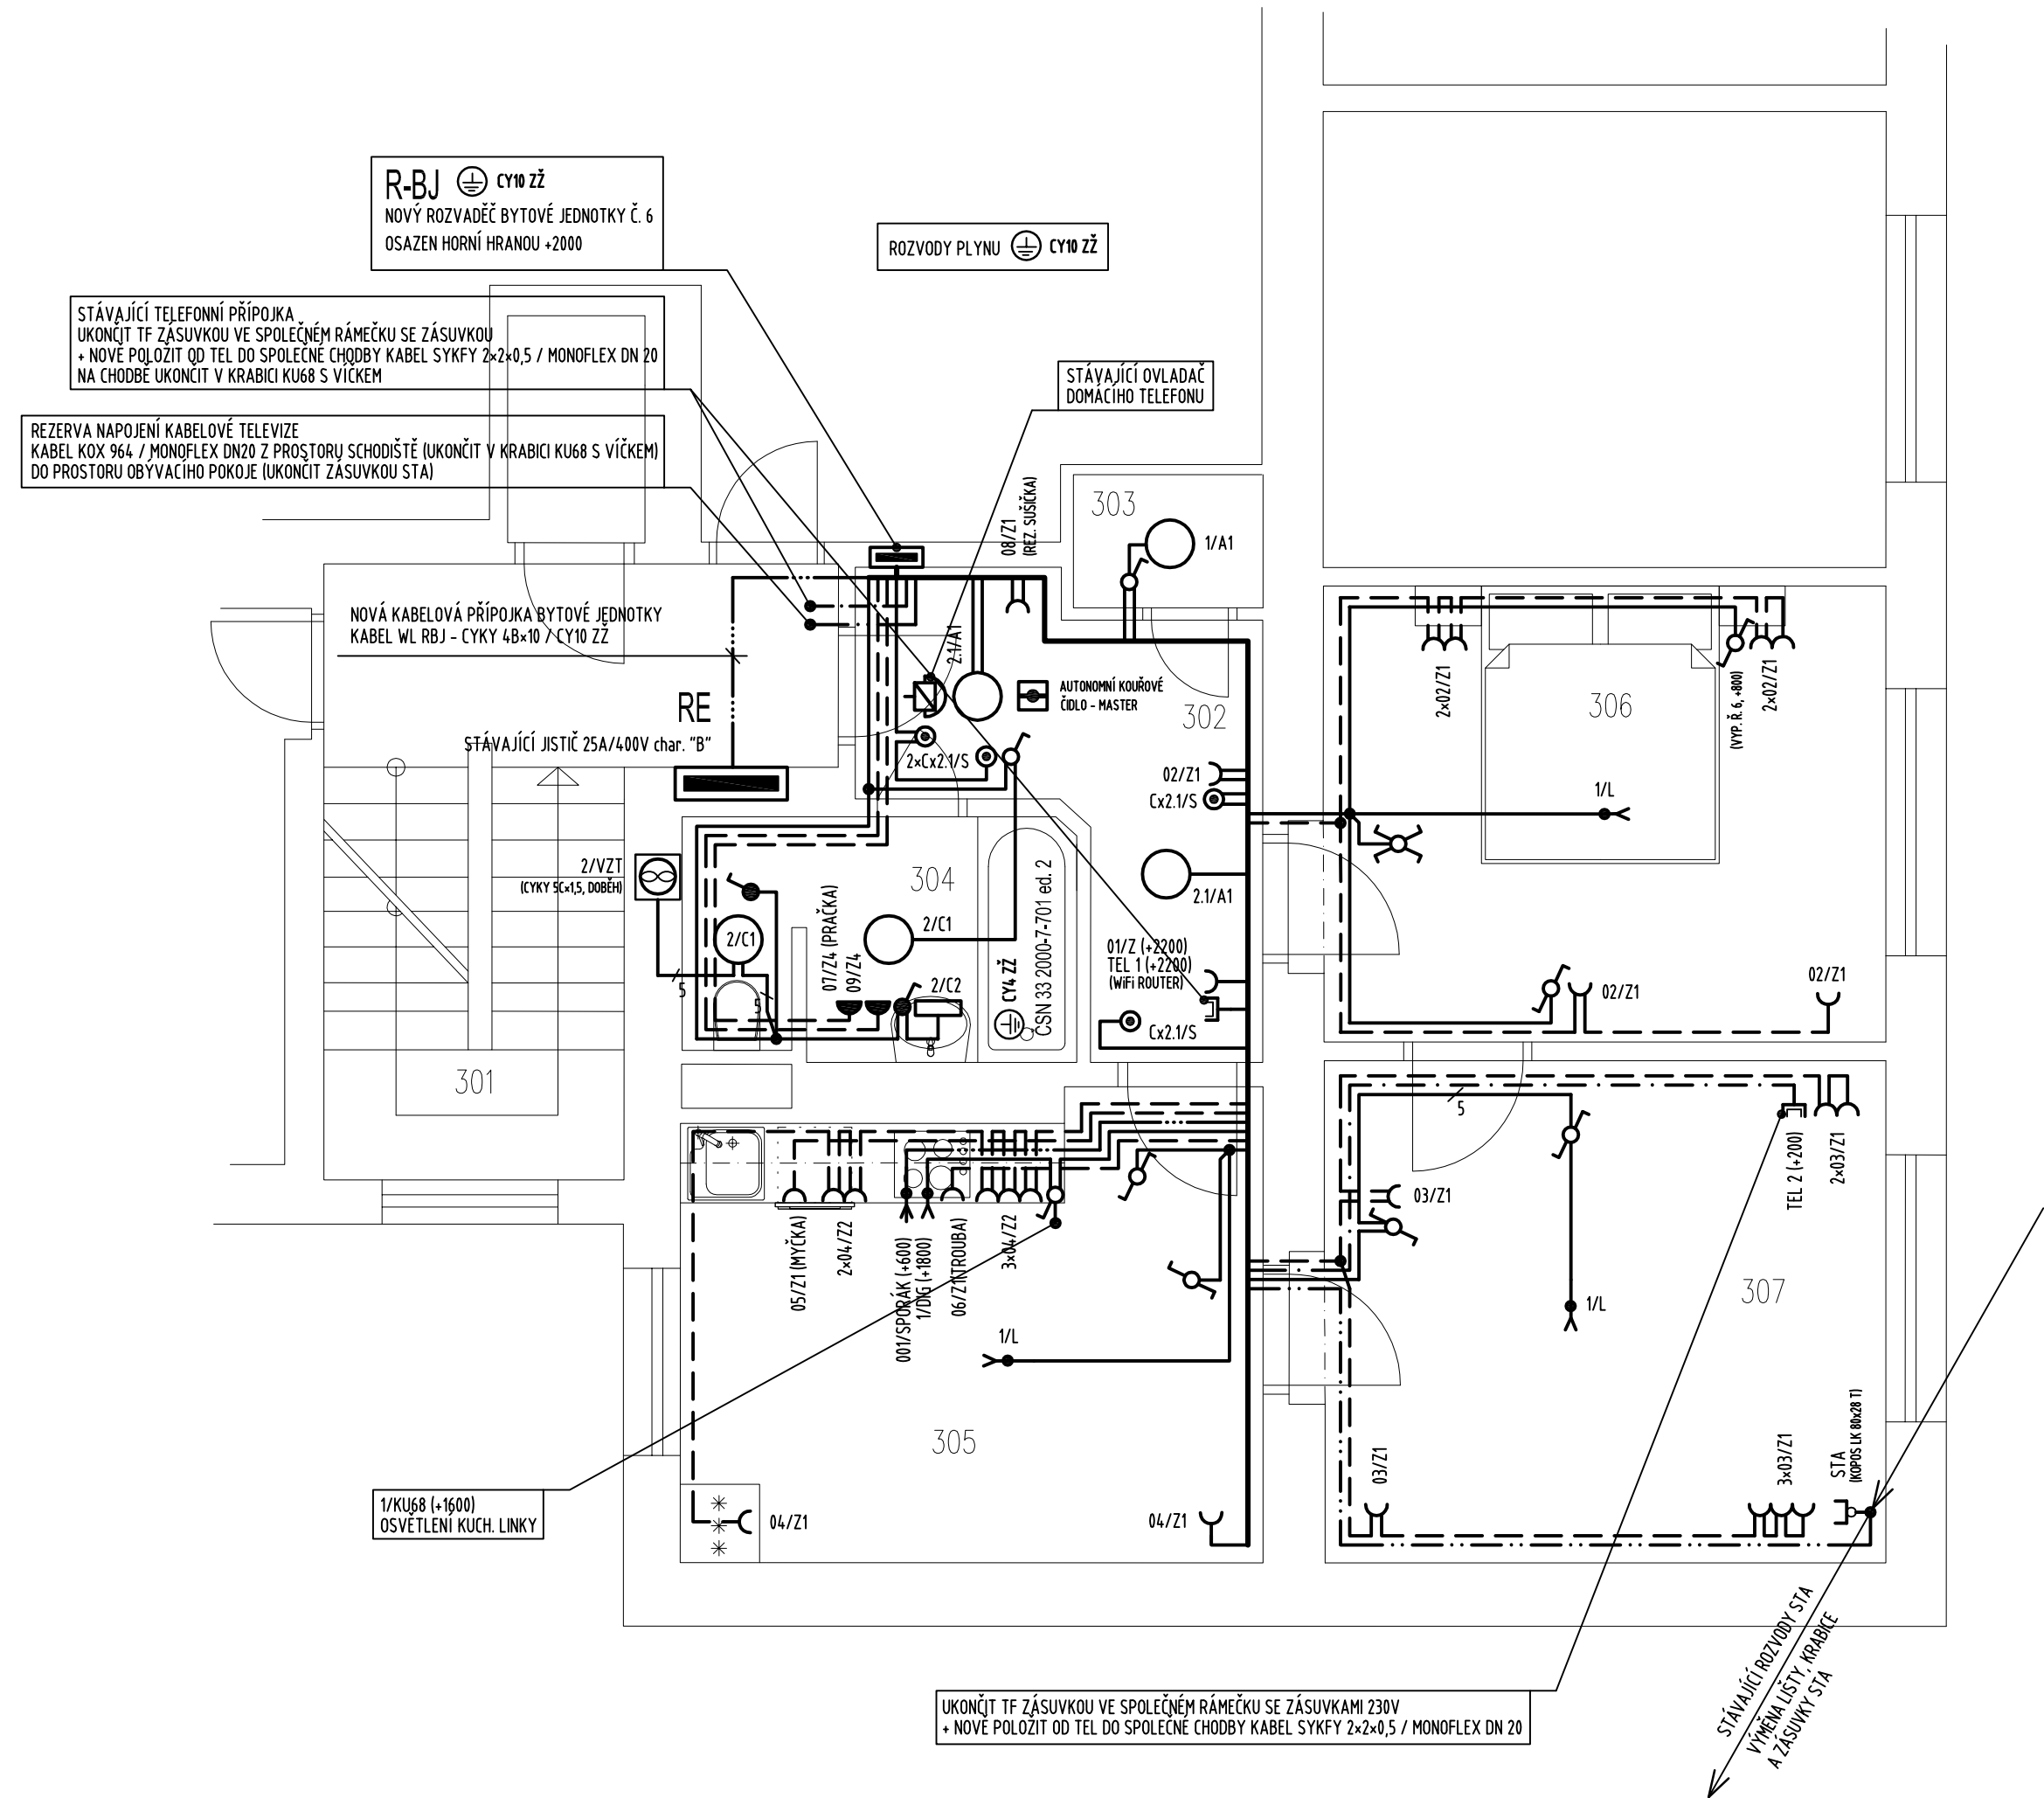 R-BJ CY10 ZŽ
NOVÝ ROZVADĚČ BYTOVÉ JEDNOTKY Č. 6
OSAZEN HORNÍ HRANOU +2000
ROZVODY PLYNU CY10 ZŽ
STÁVAJÍCÍ TELEFONNÍ PŘÍPOJKA
UKONČIT TF ZÁSUVKOU VE SPOLEČNÉM RÁMEČKU SE ZÁSUVKOU
+ NOVĚ POLOŽIT OD TEL DO SPOLEČNÉ CHODBY KABEL SYKFY 2×2×0,5 / MONOFLEX DN 20
NA CHODBĚ UKONČIT V KRABICI KU68 S VÍČKEM
STÁVAJÍCÍ OVLADAČ
DOMÁCÍHO TELEFONU
REZERVA NAPOJENÍ KABELOVÉ TELEVIZE
KABEL KOX 964 / MONOFLEX DN20 Z PROSTORU SCHODIŠTĚ (UKONČIT V KRABICI KU68 S VÍČKEM)
DO PROSTORU OBÝVACÍHO POKOJE (UKONČIT ZÁSUVKOU STA)
303
08/Z1
(REZ. SUŠIČKA)
1/A1
NOVÁ KABELOVÁ PŘÍPOJKA BYTOVÉ JEDNOTKY
KABEL WL RBJ - CYKY 4B×10 / CY10 ZŽ
2.1/A1
RE
STÁVAJÍCÍ JISTIČ 25A/400V char. "B"
AUTONOMNÍ KOUŘOVÉ
ČIDLO - MASTER
302
2×Cx2.1/S
02/Z1
Cx2.1/S
2×02/Z1
306
(VYP. Ř. 6, +800)
2×02/Z1
1/L
2/VZT
(CYKY 5C×1,5, DOBĚH)
304
2/C1
2/C1
07/Z4 (PRAČKA)
09/Z4
2/C2
CY4 ZŽ
ČSN 33 2000-7-701 ed. 2
2.1/A1
01/Z (+2200)
TEL 1 (+2200)
(WiFi ROUTER)
Cx2.1/S
5
5
02/Z1
02/Z1
301
5
TEL 2 (+200)
2×03/Z1
03/Z1
05/Z1 (MYČKA)
2×04/Z2
001/SPORÁK (+600)
1/DIG (+1800)
06/Z1(TROUBA)
3×04/Z2
1/L
1/L
307
305
03/Z1
3×03/Z1
STA
(KOPOS LK 80x28 T)
1/KU68 (+1600)
OSVĚTLENÍ KUCH. LINKY
04/Z1
04/Z1
UKONČIT TF ZÁSUVKOU VE SPOLEČNÉM RÁMEČKU SE ZÁSUVKAMI 230V
+ NOVĚ POLOŽIT OD TEL DO SPOLEČNÉ CHODBY KABEL SYKFY 2×2×0,5 / MONOFLEX DN 20
STÁVAJÍCÍ ROZVODY STA
VÝMĚNA LIŠTY, KRABICE
A ZÁSUVKY STA